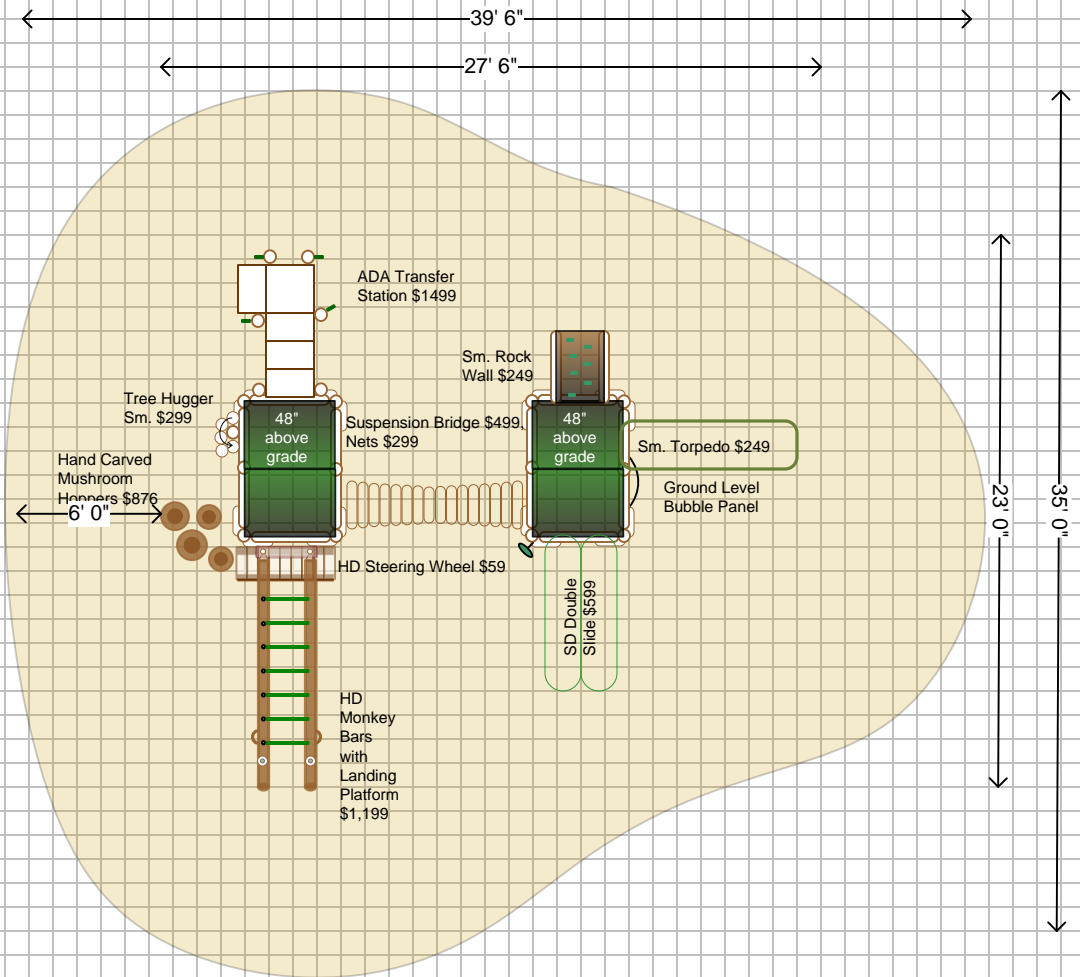 39' 6"
27' 6"
ADA Transfer
Station $1499
Sm. Rock
Wall $249
Tree Hugger
Sm. $299
48"
above
grade
Suspension Bridge $499,
Nets $299
48"
above
grade
Sm. Torpedo $249
Hand Carved
Mushroom
Hoppers $876
6' 0"
Ground Level
Bubble Panel
23' 0"
35' 0"
HD Steering Wheel $59
SD Double
Slide $599
HD
Monkey
Bars
with
Landing
Platform
$1,199